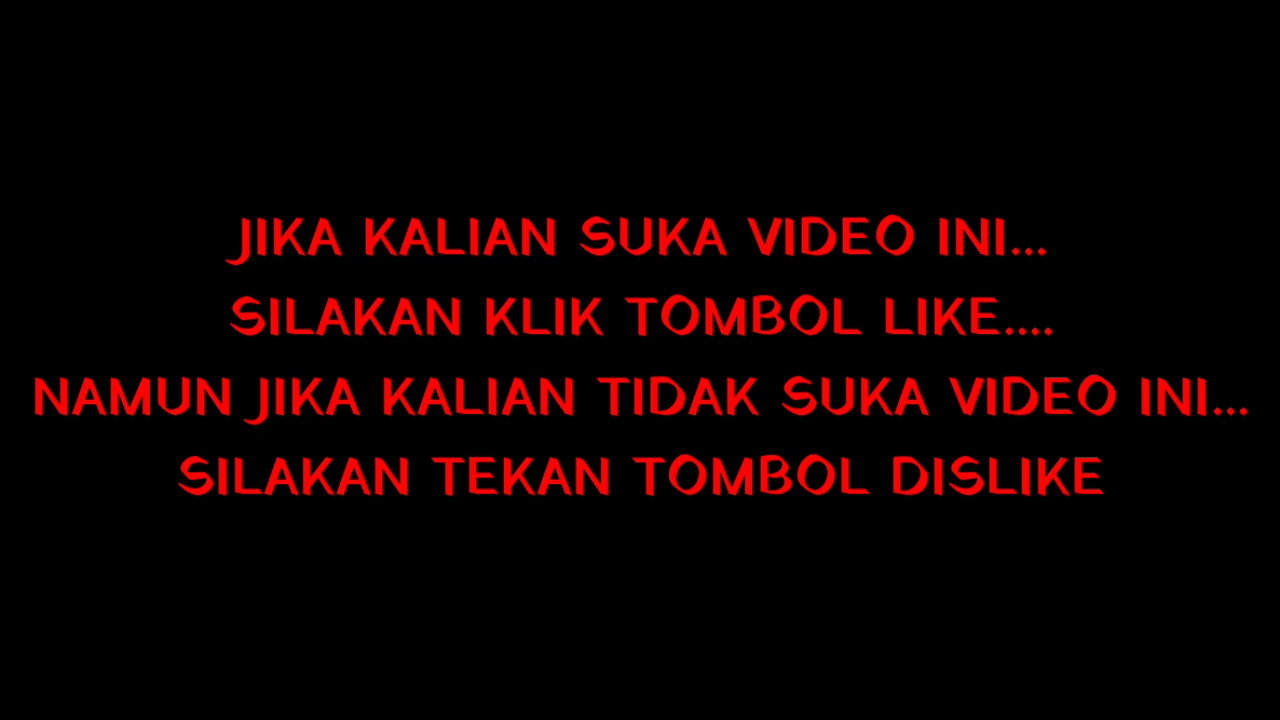 JIKA KALIAN SUKA VIDEO INI...
SILAKAN KLIK TOMBOL LIKE....
NAMUN JIKA KALIAN TIDAK SUKA VIDEO INI...
SILAKAN TEKAN TOMBOL DISLIKE